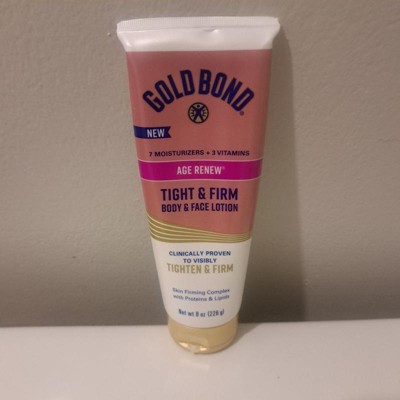 GOLD BOND
NEW
7 MOISTURIZERS + 3 VITAMINS
AGE RENEW®
TIGHT & FIRM
BODY & FACE LOTION
CLINICALLY PROVEN
TO VISIBLY
TIGHTEN & FIRM
Skin Firming Complex
with Proteins & Lipids
Net wt 8 oz (226 g)